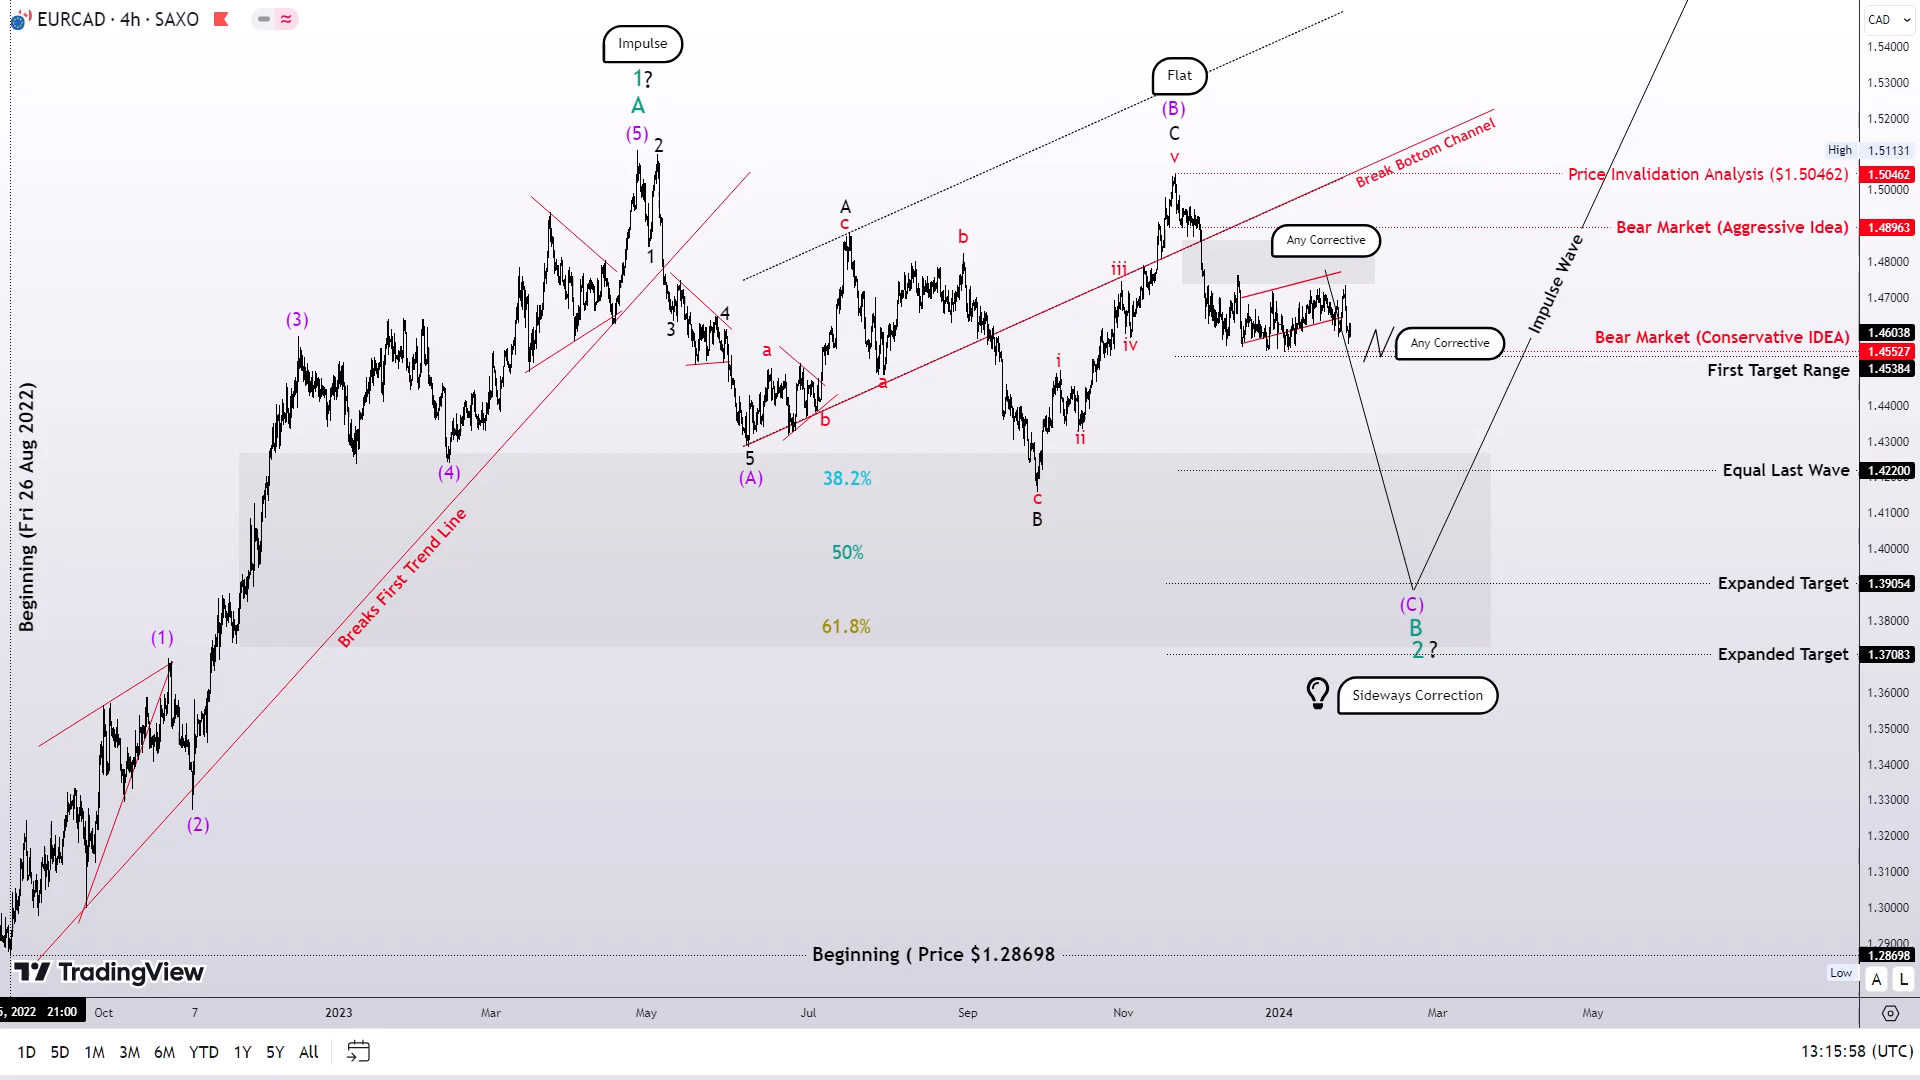 EURCAD · 4h · SAXO
CAD
Impulse
1?
A
(5)
2
1
3
4
5
(A)
(1)
(2)
(3)
(4)
Breaks First Trend Line
Beginning (Fri 26 Aug 2022)
A
c
a
b
a
b
c
B
i
ii
iii
iv
Flat
(B)
C
v
Break Bottom Channel
Any Corrective
Any Corrective
Impulse Wave
38.2%
50%
61.8%
(C)
B
2?
Sideways Correction
Price Invalidation Analysis ($1.50462)
Bear Market (Aggressive Idea)
Bear Market (Conservative IDEA)
First Target Range
Equal Last Wave
Expanded Target
Expanded Target
Beginning ( Price $1.28698
1.54000
1.53000
1.52000
High 1.51131
1.50462
1.50000
1.48963
1.48000
1.47000
1.46038
1.45527
1.45384
1.44000
1.43000
1.42200
1.41000
1.40000
1.39054
1.38000
1.37083
1.36000
1.35000
1.34000
1.33000
1.32000
1.31000
1.30000
1.29000
1.28698
Low
A L
TradingView
5, 2022 21:00 Oct 7 2023 Mar May Jul Sep Nov 2024 Mar May
1D 5D 1M 3M 6M YTD 1Y 5Y All
13:15:58 (UTC)